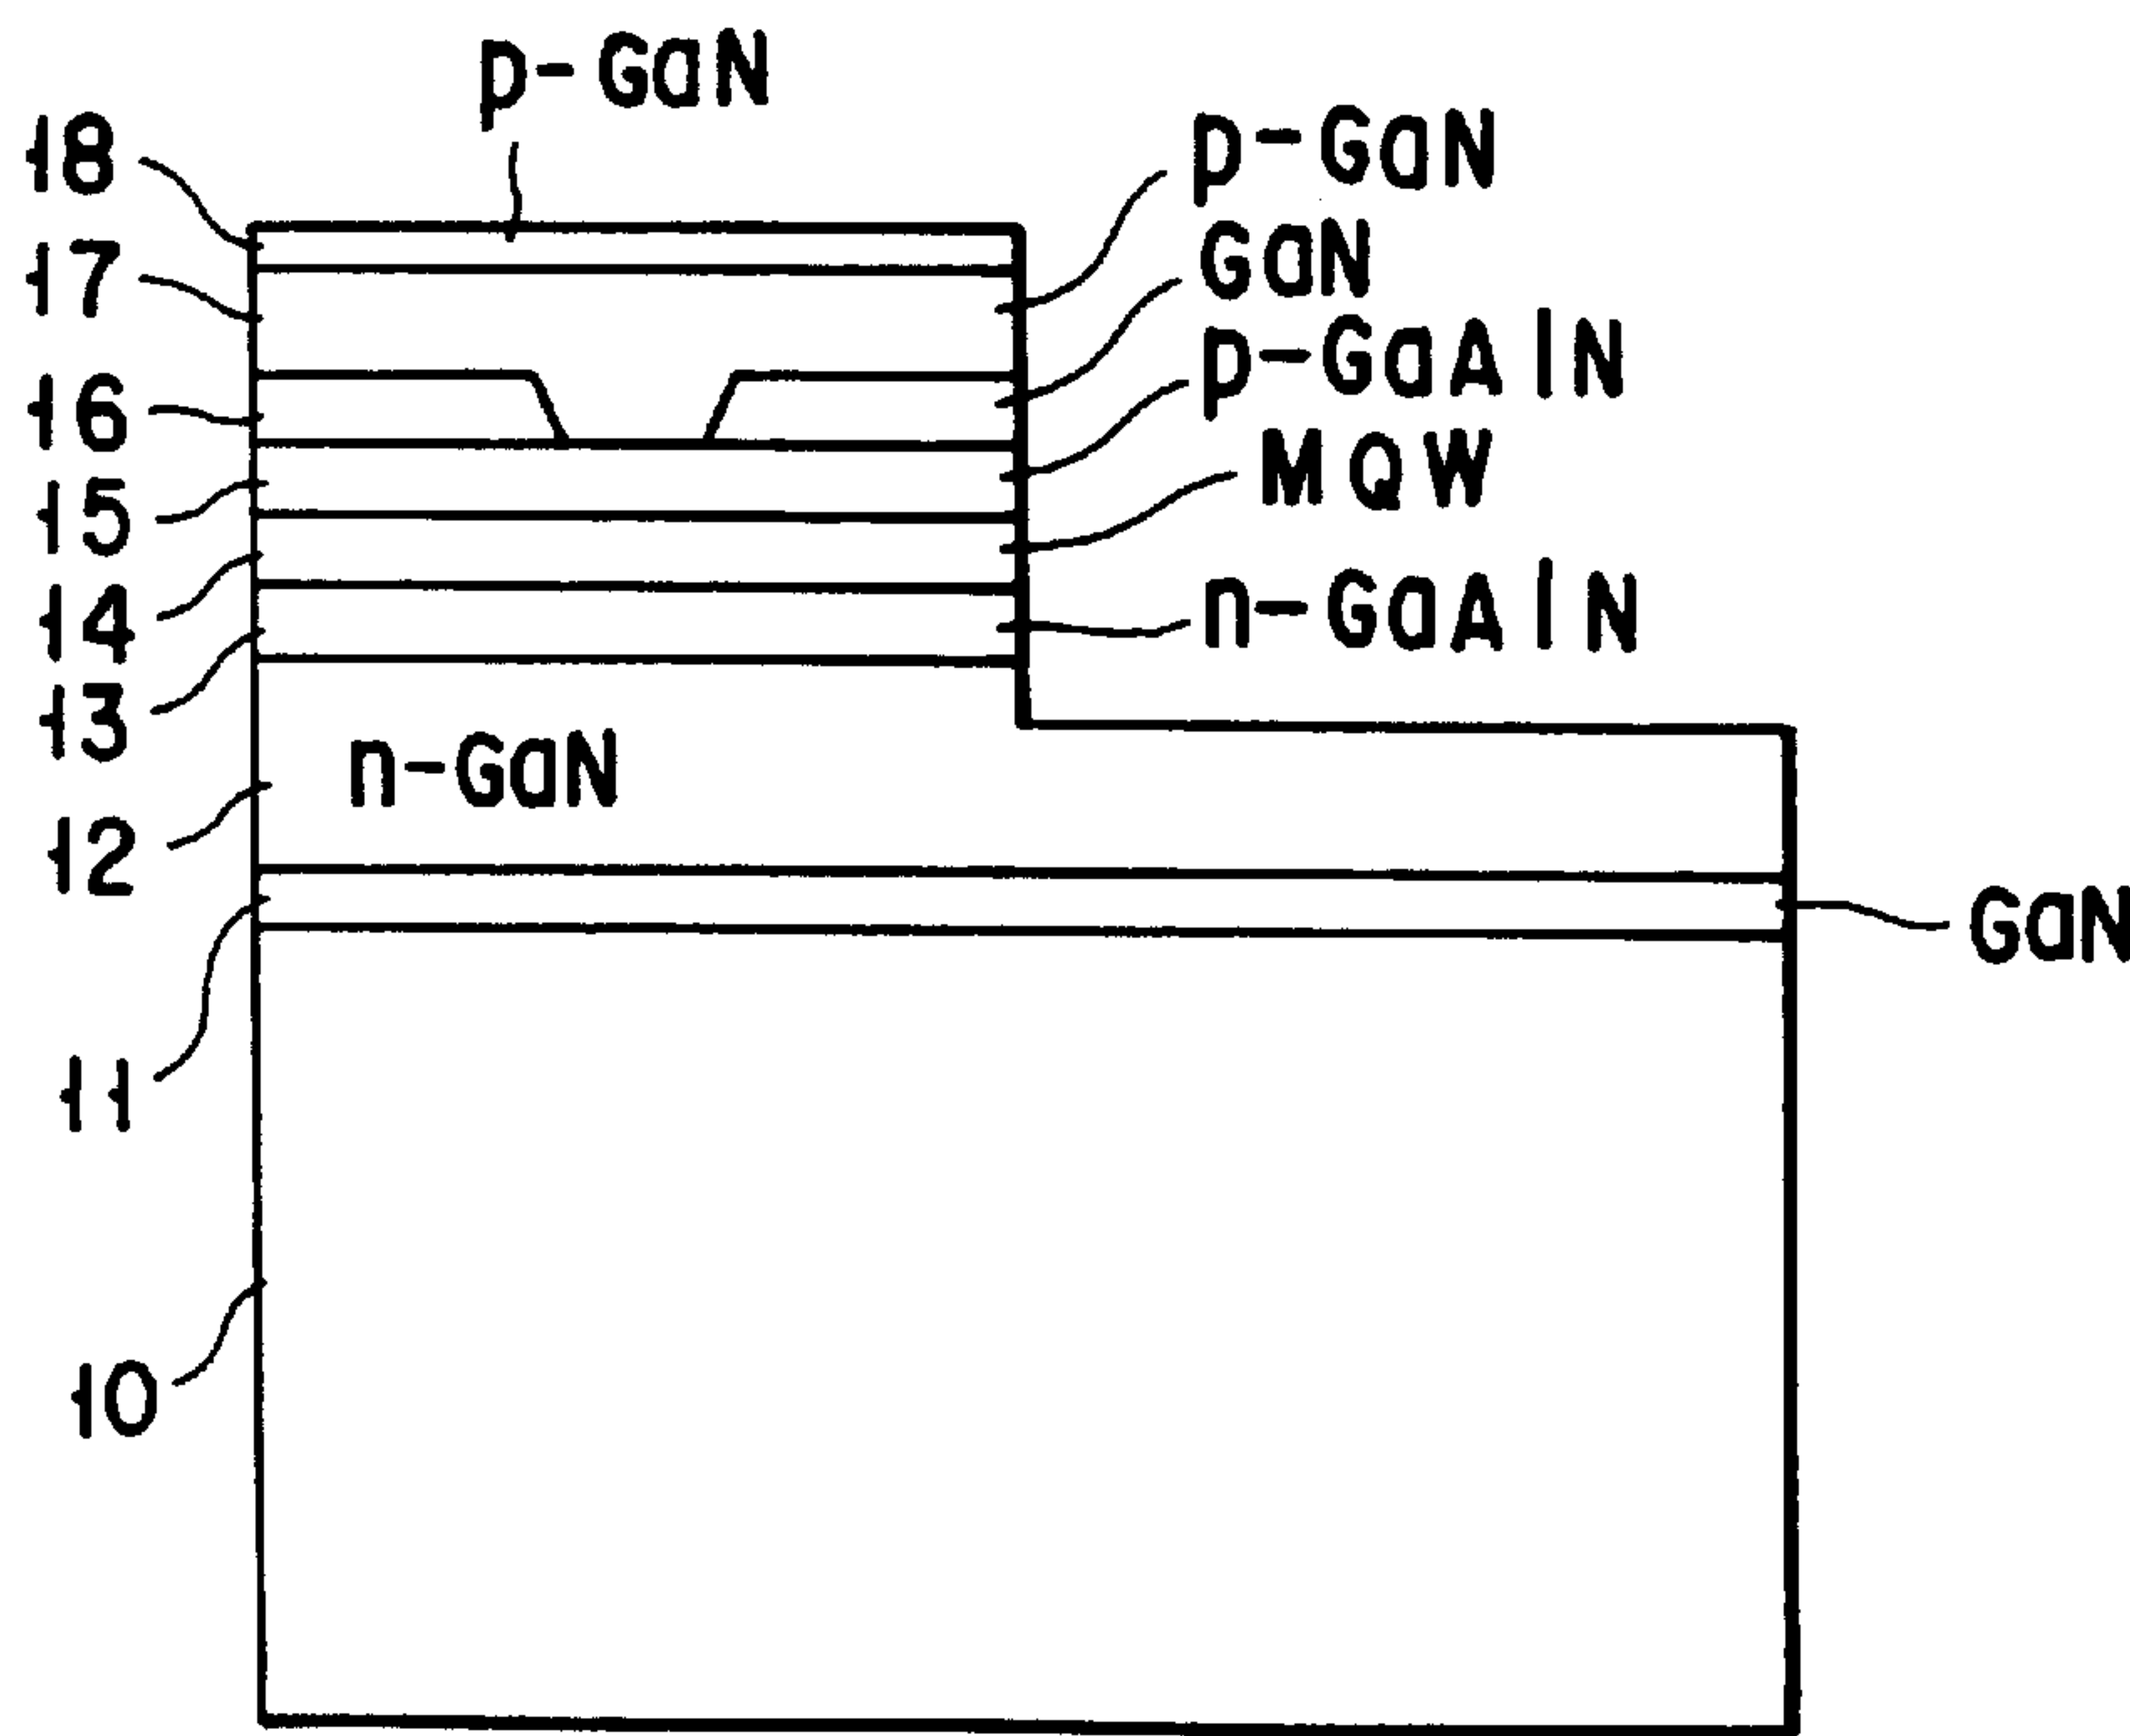 p-GaN
18
p-GaN
17
GaN
p-GaAlN
16
MQW
15
n-GaAlN
14
13
n-GaN
12
GaN
11
10